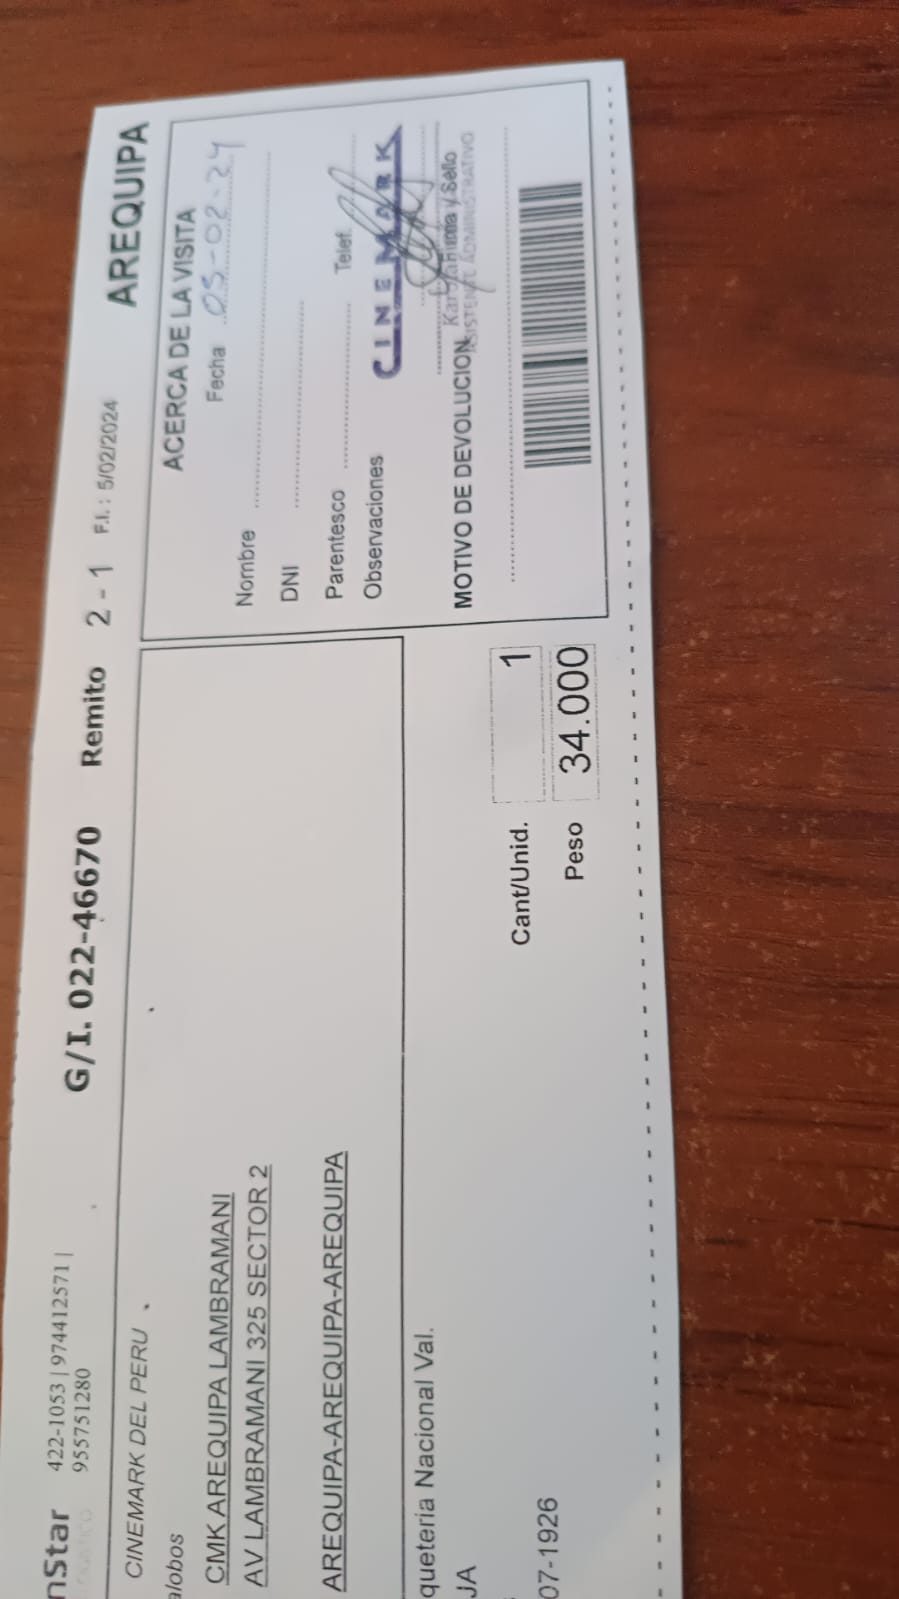 nStar
422-1053 | 974412571 |
955751280
G/I. 022-46670 Remito 2 - 1 F.I. : 5/02/2024 AREQUIPA
CINEMARK DEL PERU
alobos
CMK AREQUIPA LAMBRAMANI
AV LAMBRAMANI 325 SECTOR 2
AREQUIPA-AREQUIPA-AREQUIPA
queteria Nacional Val.
JA
07-1926
Cant/Unid. 1
Peso 34.000
ACERCA DE LA VISITA
Fecha 05-02-24
Nombre
DNI
Parentesco Telef.
Observaciones
CINEMARK
Firma y Sello
ASISTENTE ADMINISTRATIVO
MOTIVO DE DEVOLUCION